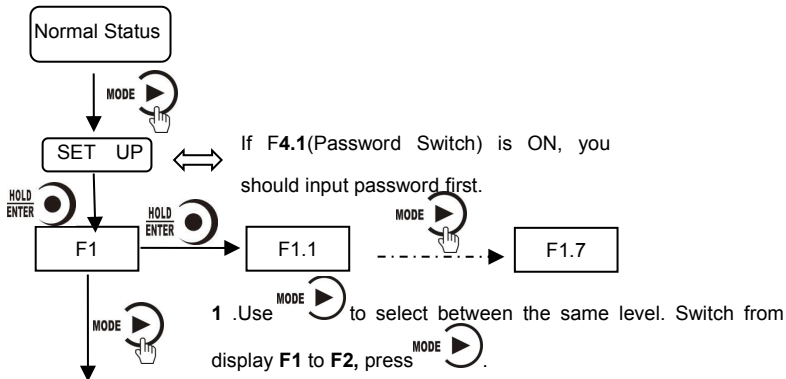 Normal Status
MODE
SET UP
If F4.1(Password Switch) is ON, you
should input password first.
HOLD
ENTER
HOLD
ENTER
MODE
F1
F1.1
F1.7
MODE
1 .Use MODE to select between the same level. Switch from
display F1 to F2, press MODE.